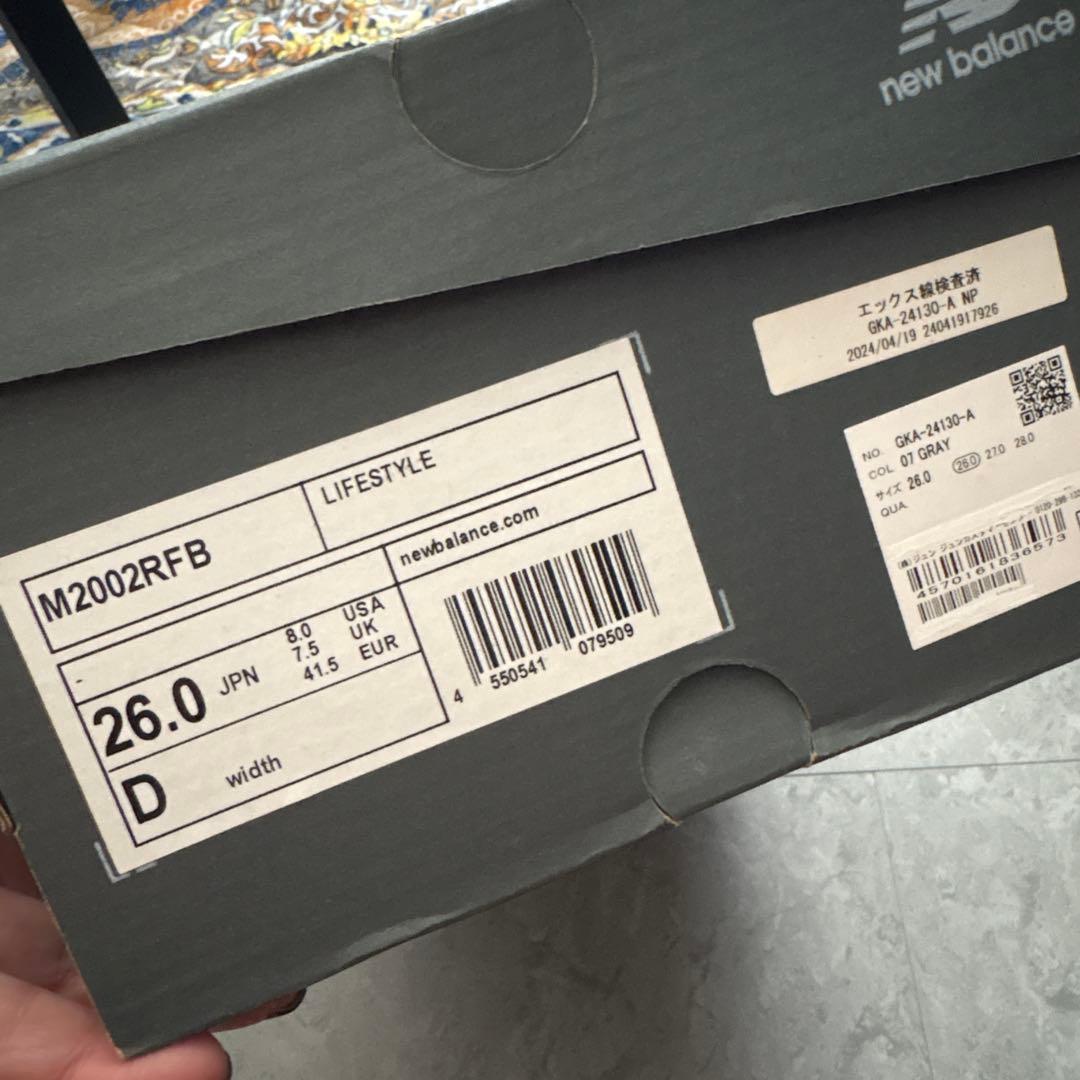 new balance
エックス線検査済
GKA-24130-A NP
2024/04/19 24041917926
NO. GKA-24130-A
COL 07 GRAY
サイズ 26.0 26.0 27.0 28.0
QUA.
4570161836573
M2002RFB
LIFESTYLE
newbalance.com
-
26.0 JPN
8.0 USA
7.5 UK
41.5 EUR
D width
4 550541 079509